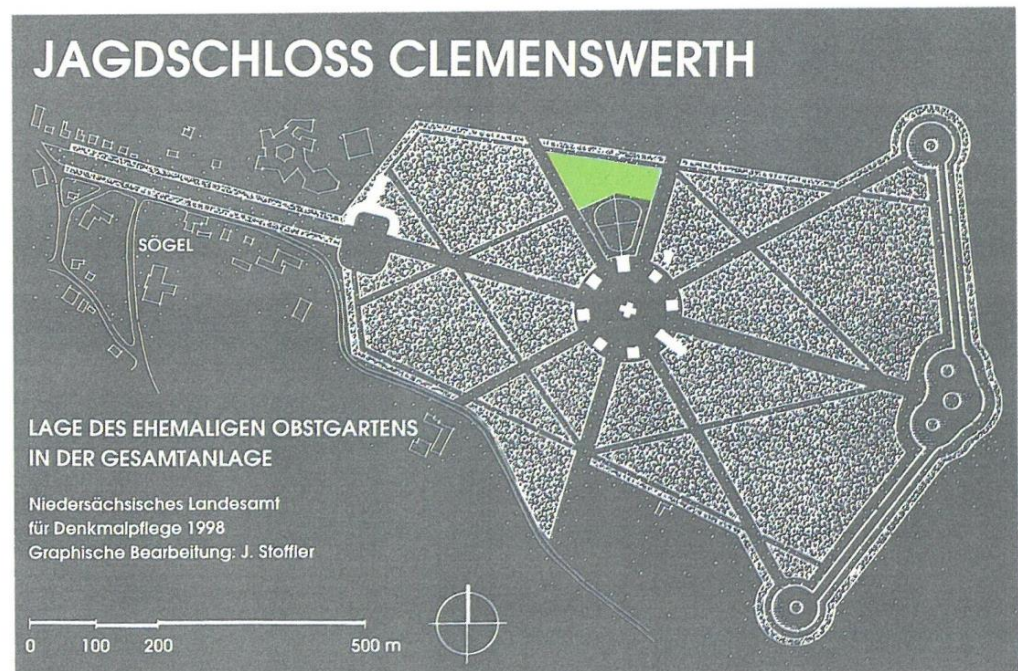 JAGDSCHLOSS CLEMENSWERTH
SÖGEL
LAGE DES EHEMALIGEN OBSTGARTENS
IN DER GESAMTANLAGE
Niedersächsisches Landesamt
für Denkmalpflege 1998
Graphische Bearbeitung: J. Stoffler
0 100 200 500 m